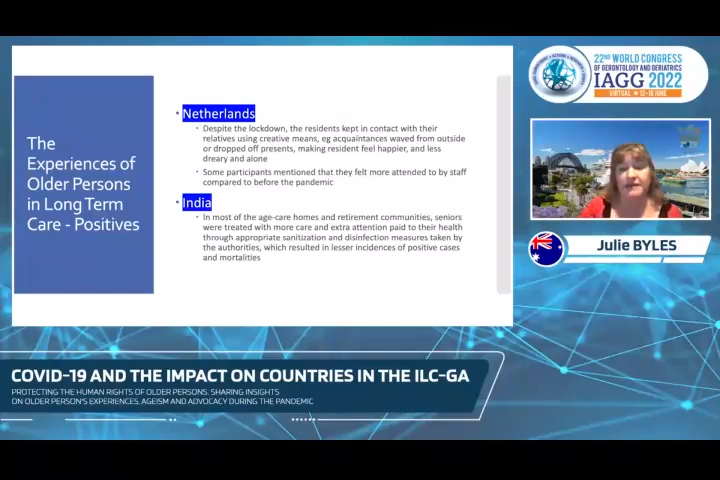 The
Experiences of
Older Persons
in Long Term
Care - Positives
• Netherlands
• Despite the lockdown, the residents kept in contact with their
relatives using creative means, eg acquaintances waved from outside
or dropped off presents, making resident feel happier, and less
dreary and alone
• Some participants mentioned that they felt more attended to by staff
compared to before the pandemic
• India
• In most of the age-care homes and retirement communities, seniors
were treated with more care and extra attention paid to their health
through appropriate sanitization and disinfection measures taken by
the authorities, which resulted in lesser incidences of positive cases
and mortalities
22ND WORLD CONGRESS
OF GERONTOLOGY AND GERIATRICS
IAGG 2022
VIRTUAL 12-16 JUNE
Julie BYLES
COVID-19 AND THE IMPACT ON COUNTRIES IN THE ILC-GA
PROTECTING THE HUMAN RIGHTS OF OLDER PERSONS: SHARING INSIGHTS
ON OLDER PERSON'S EXPERIENCES, AGEISM AND ADVOCACY DURING THE PANDEMIC